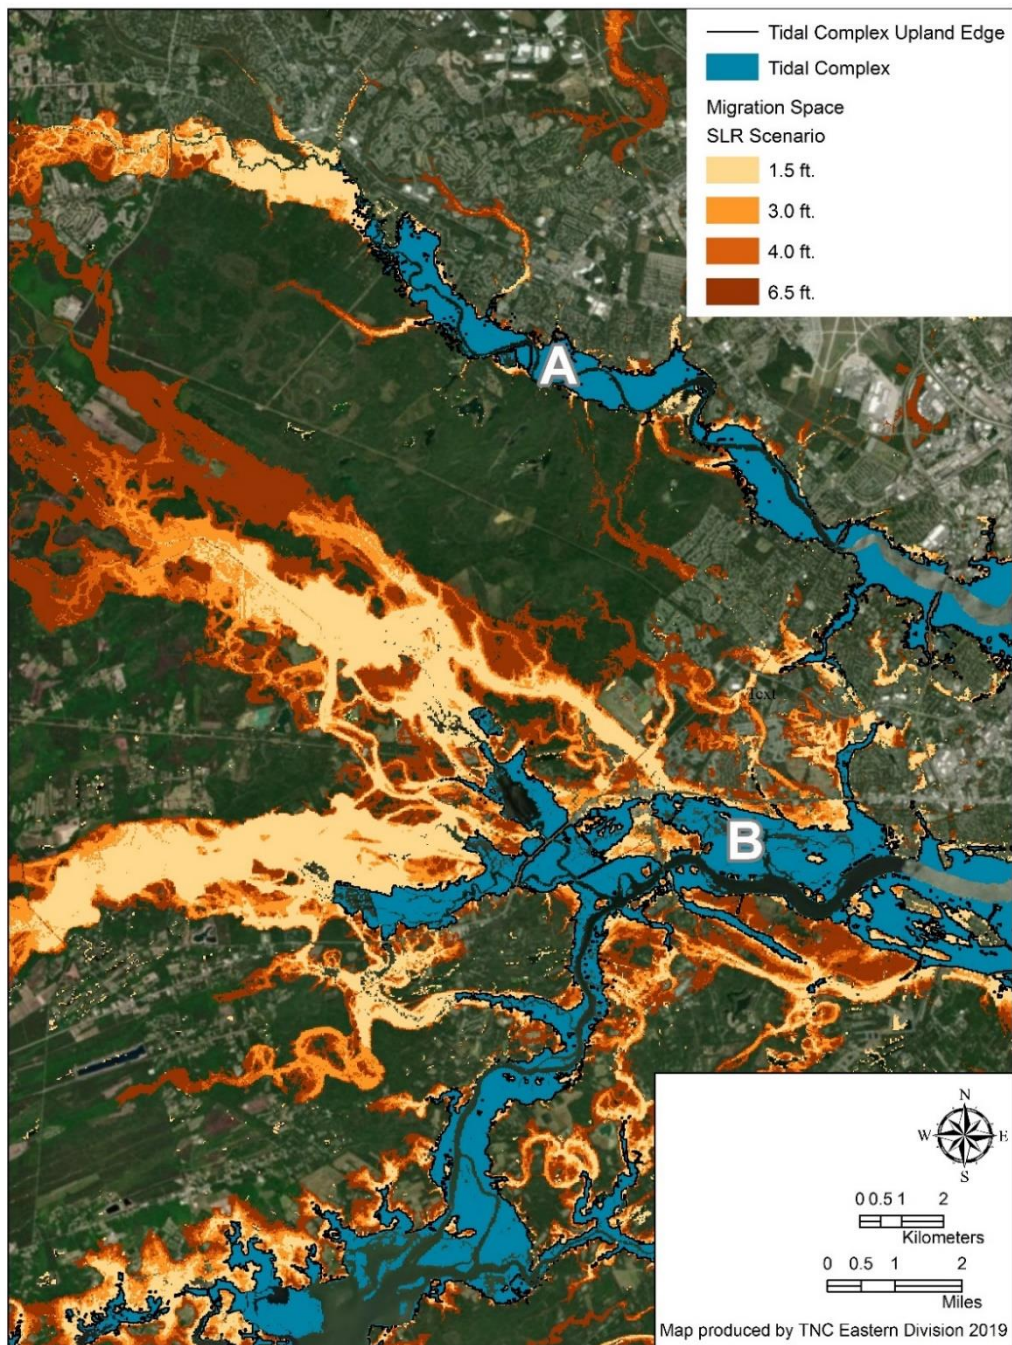 Tidal Complex Upland Edge
Tidal Complex
Migration Space
SLR Scenario
1.5 ft.
3.0 ft.
4.0 ft.
6.5 ft.
A
Text
B
N
W E
S
0 0.5 1 2
Kilometers
0 0.5 1 2
Miles
Map produced by TNC Eastern Division 2019